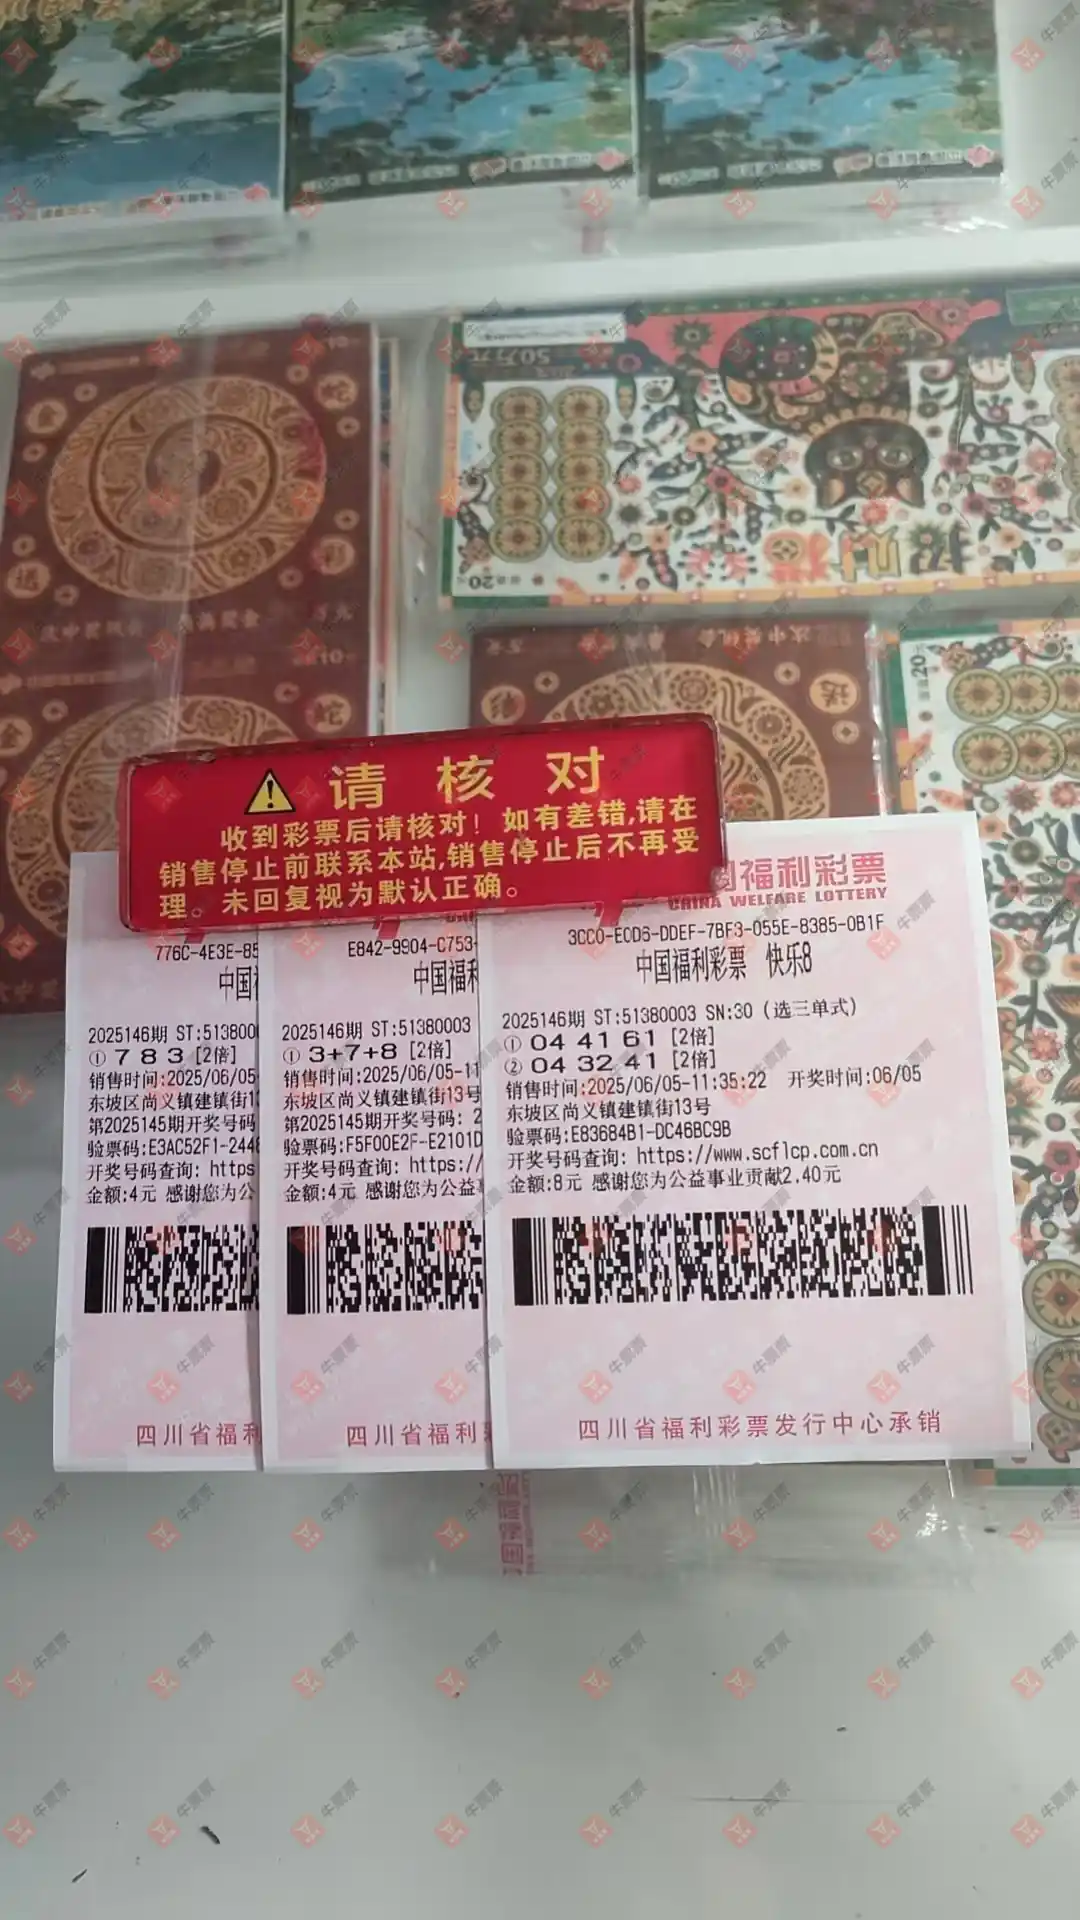 50万元
20元
招财猫
请核对
收到彩票后请核对！如有差错,请在
销售停止前联系本站,销售停止后不再受
理。未回复视为默认正确。
776C-4E3E-85
中国
2025146期 ST:5138000
① 7 8 3 [2倍]
销售时间:2025/06/05-
东坡区尚义镇建镇街1
第2025145期开奖号码
验票码:E3AC52F1-244
开奖号码查询: https
金额:4元 感谢您为公
四川省福利
E842-9904-C753-
中国福利
2025146期 ST:51380003
① 3+7+8 [2倍]
销售时间:2025/06/05-11
东坡区尚义镇建镇街13号
第2025145期开奖号码: 2
验票码:F5F00E2F-E2101D
开奖号码查询: https://
金额:4元 感谢您为公益
四川省福利
国福利彩票
CHINA WELFARE LOTTERY
3CC0-E0D6-DDEF-7BF3-055E-8385-0B1F
中国福利彩票 快乐8
2025146期 ST:51380003 SN:30 (选三单式)
① 04 41 61 [2倍]
② 04 32 41 [2倍]
销售时间:2025/06/05-11:35:22 开奖时间:06/05
东坡区尚义镇建镇街13号
验票码:E83684B1-DC46BC9B
开奖号码查询: https://www.scflcp.com.cn
金额:8元 感谢您为公益事业贡献2.40元
四川省福利彩票发行中心承销
牛票票